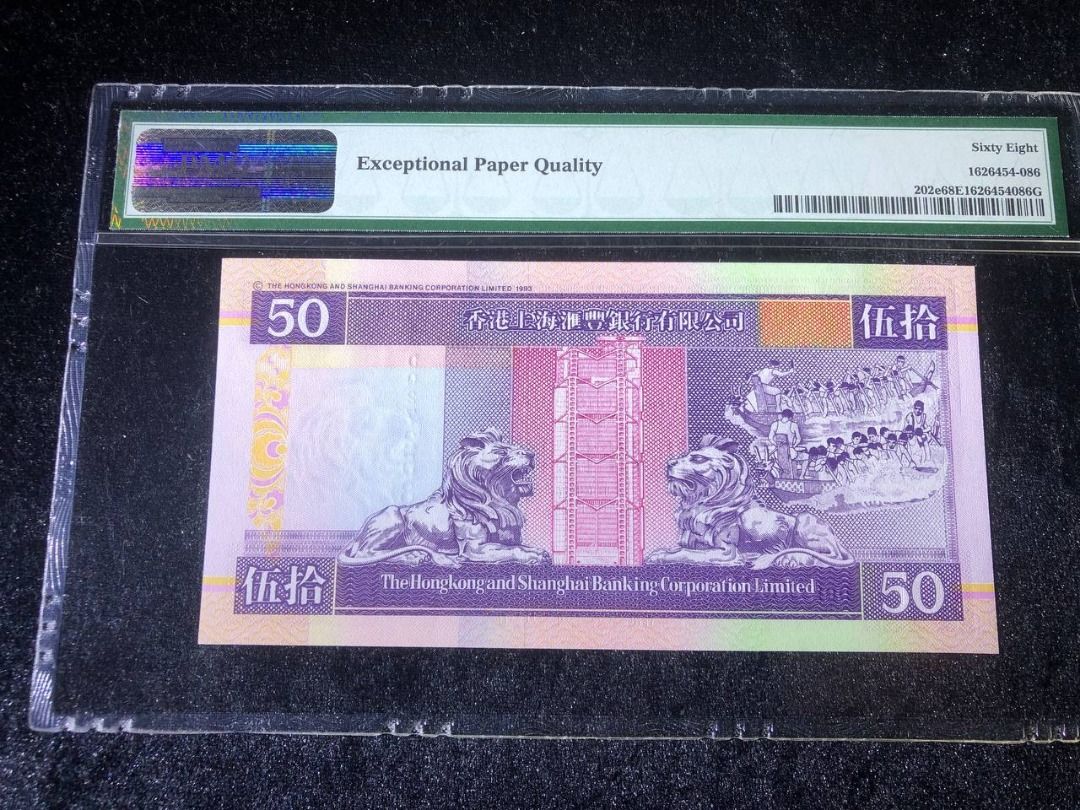 Exceptional Paper Quality
Sixty Eight
1626454-086
202e68E1626454086G
© THE HONGKONG AND SHANGHAI BANKING CORPORATION LIMITED 1993
50
香港上海滙豐銀行有限公司
伍拾
伍拾
The Hongkong and Shanghai Banking Corporation Limited
50